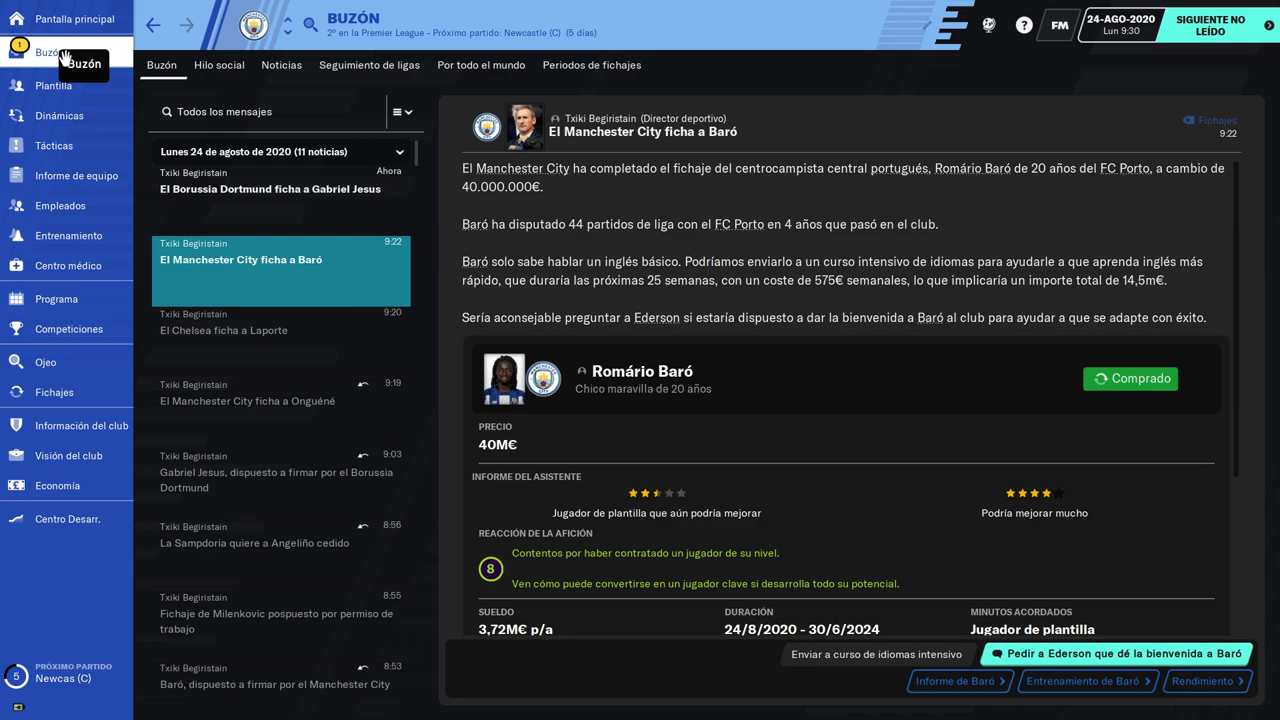 Pantalla principal
1
Buzón
Buzón
Plantilla
Dinámicas
Tácticas
Informe de equipo
Empleados
Entrenamiento
Centro médico
Programa
Competiciones
Ojeo
Fichajes
Información del club
Visión del club
Economía
Centro Desarr.
5
PRÓXIMO PARTIDO
Newcas (C)
BUZÓN
2º en la Premier League - Próximo partido: Newcastle (C) (5 días)
FM
24-AGO-2020
Lun 9:30
SIGUIENTE NO
LEÍDO
Buzón
Hilo social
Noticias
Seguimiento de ligas
Por todo el mundo
Periodos de fichajes
Todos los mensajes
Lunes 24 de agosto de 2020 (11 noticias)
Txiki Begiristain Ahora
El Borussia Dortmund ficha a Gabriel Jesus
Txiki Begiristain 9:22
El Manchester City ficha a Baró
Txiki Begiristain 9:20
El Chelsea ficha a Laporte
Txiki Begiristain 9:19
El Manchester City ficha a Onguéné
Txiki Begiristain 9:03
Gabriel Jesus, dispuesto a firmar por el Borussia
Dortmund
Txiki Begiristain 8:56
La Sampdoria quiere a Angeliño cedido
Txiki Begiristain 8:55
Fichaje de Milenkovic pospuesto por permiso de
trabajo
Txiki Begiristain 8:53
Baró, dispuesto a firmar por el Manchester City
Txiki Begiristain (Director deportivo)
El Manchester City ficha a Baró
Fichajes
9:22
El Manchester City ha completado el fichaje del centrocampista central portugués, Romário Baró de 20 años del FC Porto, a cambio de
40.000.000€.
Baró ha disputado 44 partidos de liga con el FC Porto en 4 años que pasó en el club.
Baró solo sabe hablar un inglés básico. Podríamos enviarlo a un curso intensivo de idiomas para ayudarle a que aprenda inglés más
rápido, que duraría las próximas 25 semanas, con un coste de 575€ semanales, lo que implicaría un importe total de 14,5m€.
Sería aconsejable preguntar a Ederson si estaría dispuesto a dar la bienvenida a Baró al club para ayudar a que se adapte con éxito.
Romário Baró
Chico maravilla de 20 años
Comprado
PRECIO
40M€
INFORME DEL ASISTENTE
Jugador de plantilla que aún podría mejorar
Podría mejorar mucho
REACCIÓN DE LA AFICIÓN
8
Contentos por haber contratado un jugador de su nivel.
Ven cómo puede convertirse en un jugador clave si desarrolla todo su potencial.
SUELDO
3,72M€ p/a
DURACIÓN
24/8/2020 - 30/6/2024
MINUTOS ACORDADOS
Jugador de plantilla
Enviar a curso de idiomas intensivo
Pedir a Ederson que dé la bienvenida a Baró
Informe de Baró
Entrenamiento de Baró
Rendimiento